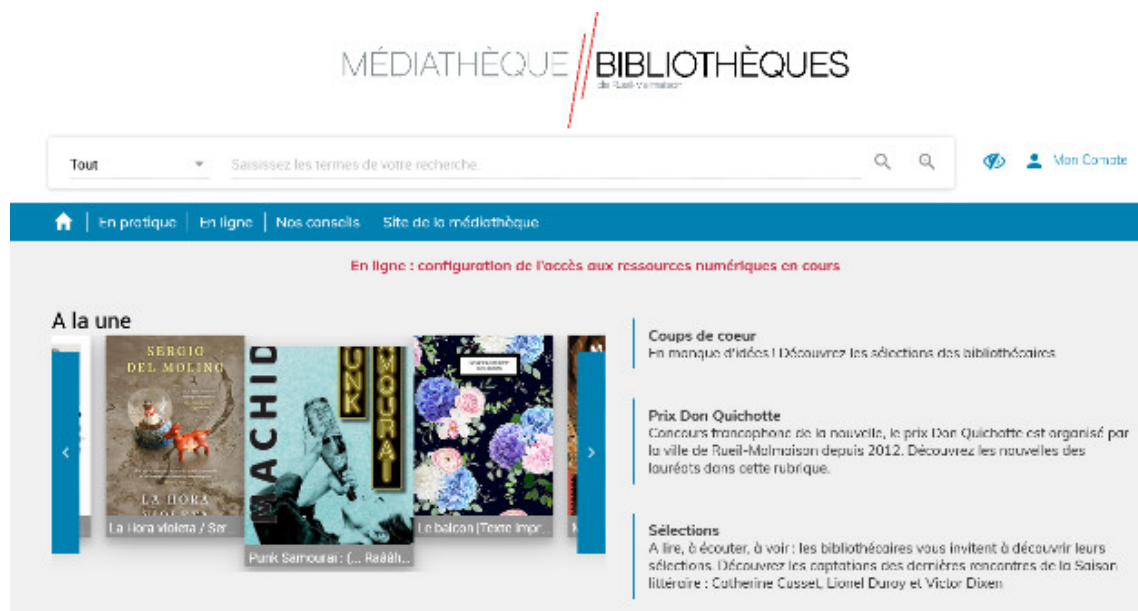 MÉDIATHÈQUE BIBLIOTHÈQUES
de Rueil-Malmaison
Tout
Saisissez les termes de votre recherche
Mon Compte
En pratique
En ligne
Nos conseils
Site de la médiathèque
En ligne : configuration de l'accès aux ressources numériques en cours
A la une
SERGIO
DEL MOLINO
LA HORA
VIOLETA
La Hora violeta / Ser...
MACHID
PUNK
AMOURAI
Punk Samourai : (... Raââh...
Le balcon [Texte Impr...
Coups de coeur
En manque d'idées ! Découvrez les sélections des bibliothécaires
Prix Don Quichotte
Concours francophone de la nouvelle, le prix Don Quichotte est organisé par
la ville de Rueil-Malmaison depuis 2012. Découvrez les nouvelles des
lauréats dans cette rubrique.
Sélections
A lire, à écouter, à voir : les bibliothécaires vous invitent à découvrir leurs
sélections. Découvrez les captations des dernières rencontres de la Saison
littéraire : Catherine Cusset, Lionel Duroy et Victor Dixen